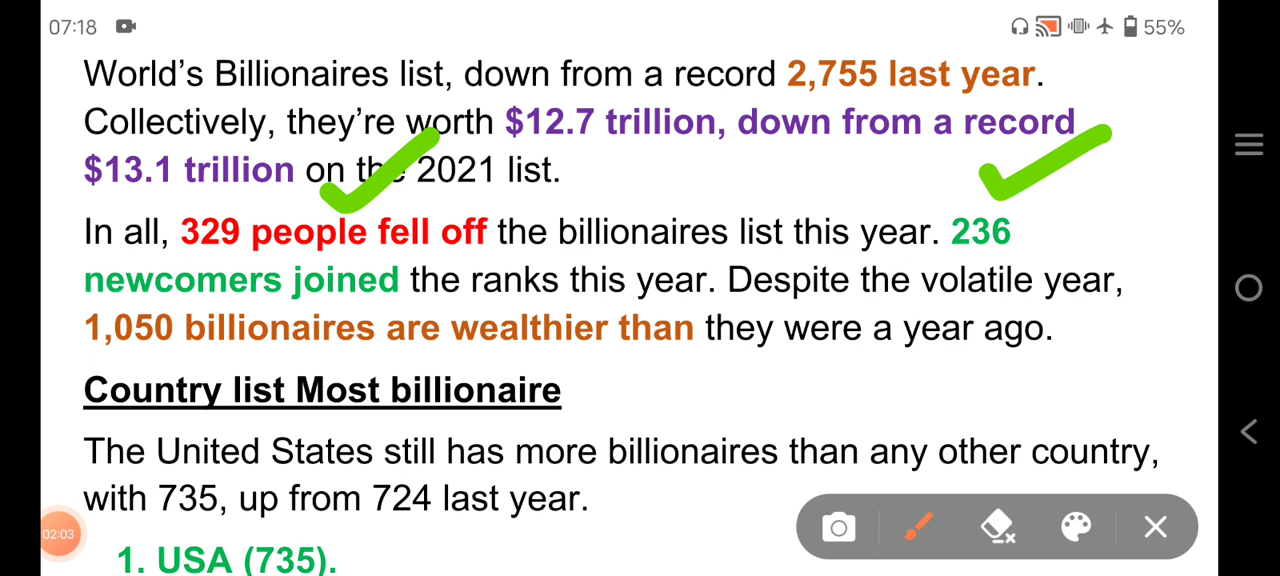 07:18
55%
World's Billionaires list, down from a record 2,755 last year.
Collectively, they're worth $12.7 trillion, down from a record
$13.1 trillion on the 2021 list.
In all, 329 people fell off the billionaires list this year. 236
newcomers joined the ranks this year. Despite the volatile year,
1,050 billionaires are wealthier than they were a year ago.
Country list Most billionaire
The United States still has more billionaires than any other country,
with 735, up from 724 last year.
02:03
1. USA (735).